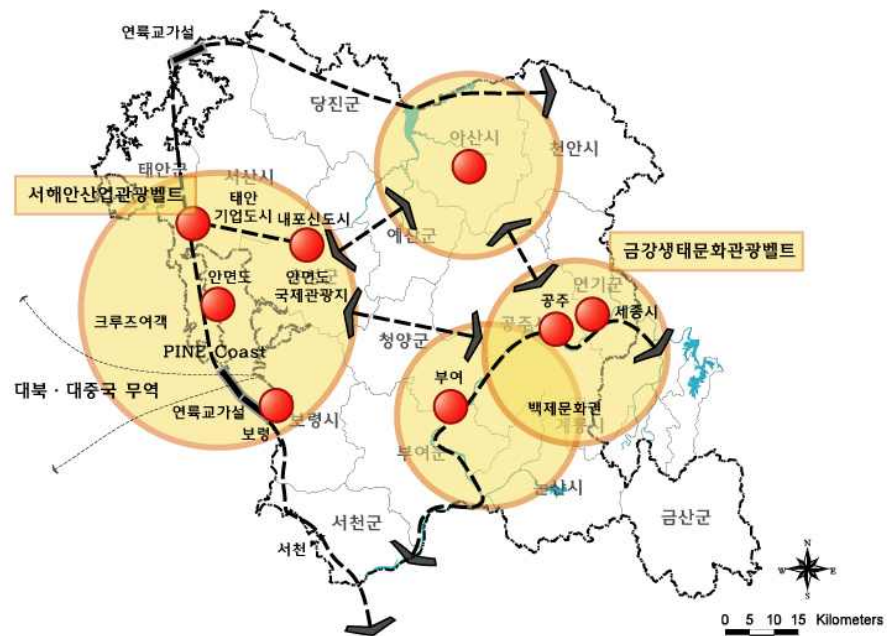 연륙교가설
당진군
아산시
천안시
태안군
서산시
서해안산업관광벨트
태안
기업도시
내포신도시
예산군
금강생태문화관광벨트
안면도
안면도
국제관광지
군
연기군
공주
세종시
공주
크루즈여객
청양군
PINE Coast
대북 · 대중국 무역
부여
연륙교가설
보령
보령시
백제문화권
계룡시
부여군
논산시
서천군
금산군
서천
N
W
E
S
0 5 10 15 Kilometers